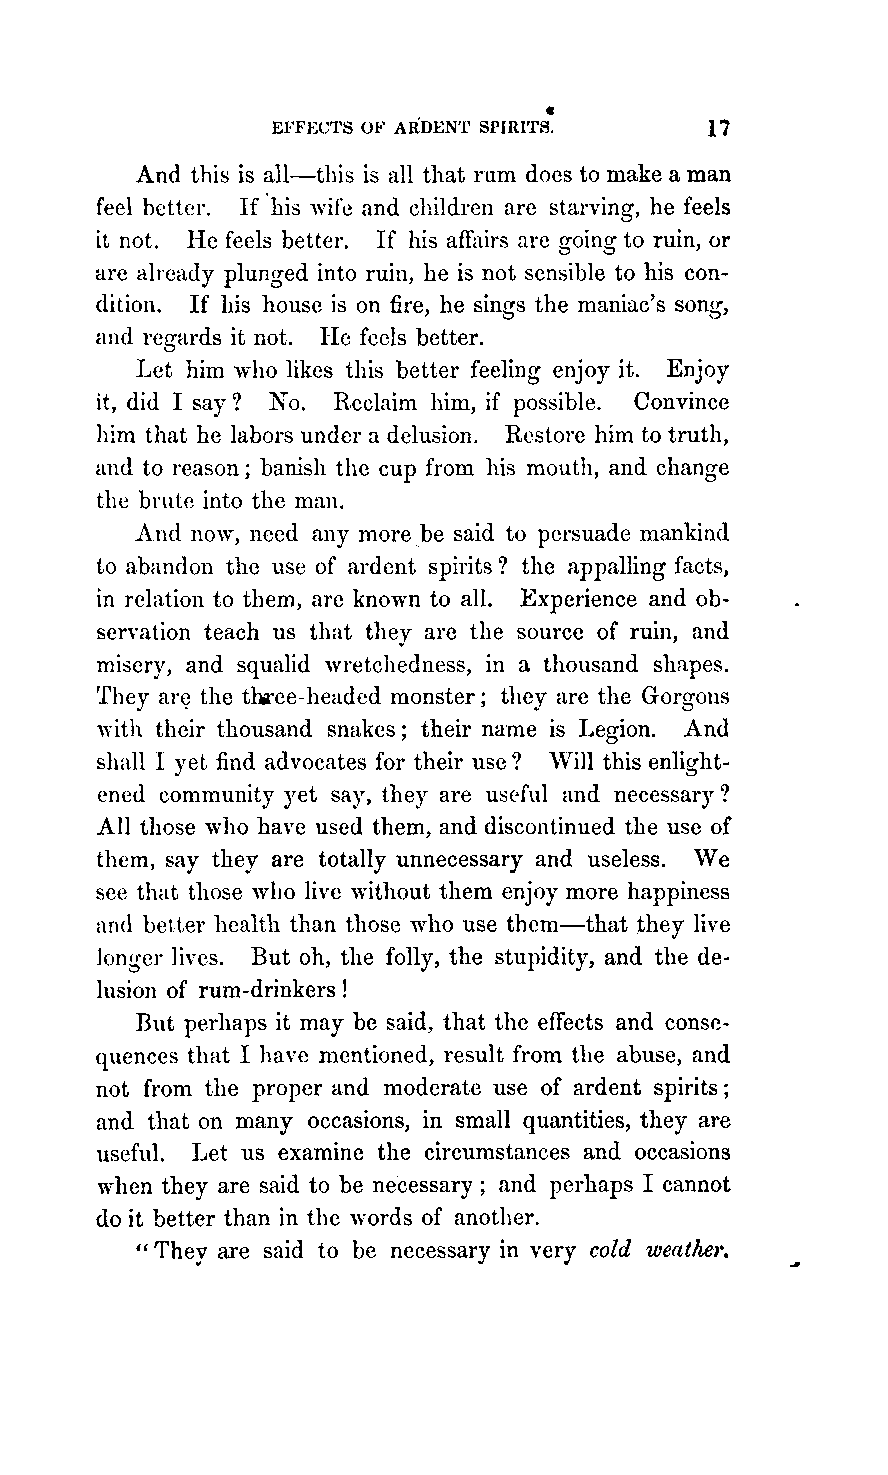 EFFECTS OF ARDENT SPIRITS. 17
And this is all—this is all that rum does to make a man
feel better. If his wife and children are starving, he feels
it not. He feels better. If his affairs are going to ruin, or
are already plunged into ruin, he is not sensible to his con-
dition. If his house is on fire, he sings the maniac's song,
and regards it not. He feels better.
Let him who likes this better feeling enjoy it. Enjoy
it, did I say? No. Reclaim him, if possible. Convince
him that he labors under a delusion. Restore him to truth,
and to reason; banish the cup from his mouth, and change
the brute into the man.
And now, need any more be said to persuade mankind
to abandon the use of ardent spirits? the appalling facts,
in relation to them, are known to all. Experience and ob-
servation teach us that they are the source of ruin, and
misery, and squalid wretchedness, in a thousand shapes.
They are the three-headed monster; they are the Gorgons
with their thousand snakes; their name is Legion. And
shall I yet find advocates for their use? Will this enlight-
ened community yet say, they are useful and necessary?
All those who have used them, and discontinued the use of
them, say they are totally unnecessary and useless. We
see that those who live without them enjoy more happiness
and better health than those who use them—that they live
longer lives. But oh, the folly, the stupidity, and the de-
lusion of rum-drinkers!
But perhaps it may be said, that the effects and conse-
quences that I have mentioned, result from the abuse, and
not from the proper and moderate use of ardent spirits;
and that on many occasions, in small quantities, they are
useful. Let us examine the circumstances and occasions
when they are said to be necessary; and perhaps I cannot
do it better than in the words of another.
"They are said to be necessary in very cold weather.